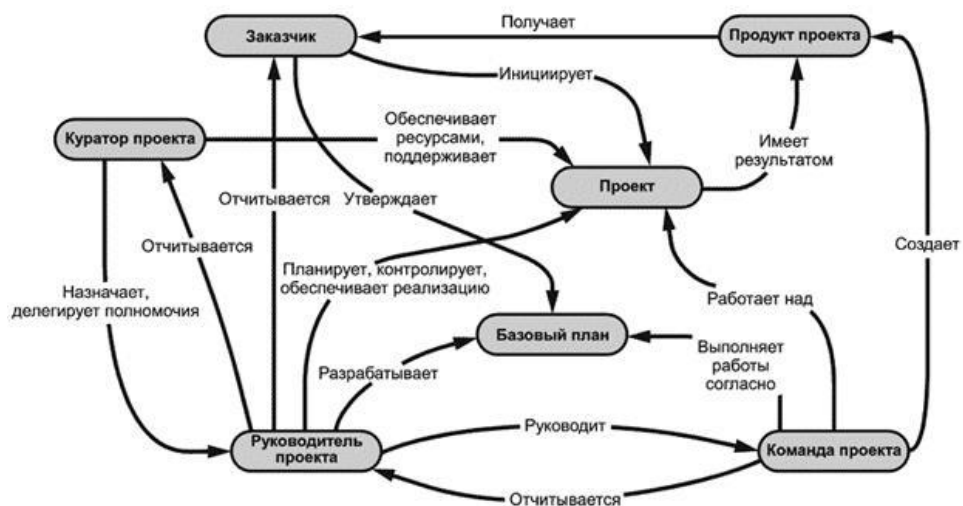 Получает
Заказчик
Продукт проекта
Инициирует
Обеспечивает
ресурсами,
поддерживает
Куратор проекта
Имеет
результатом
Проект
Отчитывается
Утверждает
Отчитывается
Создает
Планирует, контролирует,
обеспечивает реализацию
Назначает,
делегирует полномочия
Работает над
Базовый план
Выполняет
работы
согласно
Разрабатывает
Руководитель
проекта
Руководит
Команда проекта
Отчитывается